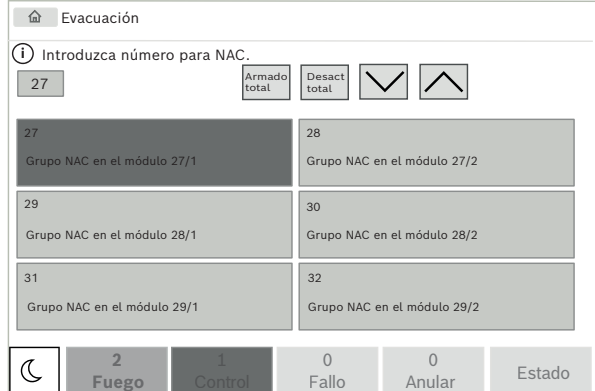 Evacuación
Introduzca número para NAC.
27
Armado
total
Desact
total
27
Grupo NAC en el módulo 27/1
28
Grupo NAC en el módulo 27/2
29
Grupo NAC en el módulo 28/1
30
Grupo NAC en el módulo 28/2
31
Grupo NAC en el módulo 29/1
32
Grupo NAC en el módulo 29/2
2
Fuego
1
Control
0
Fallo
0
Anular
Estado